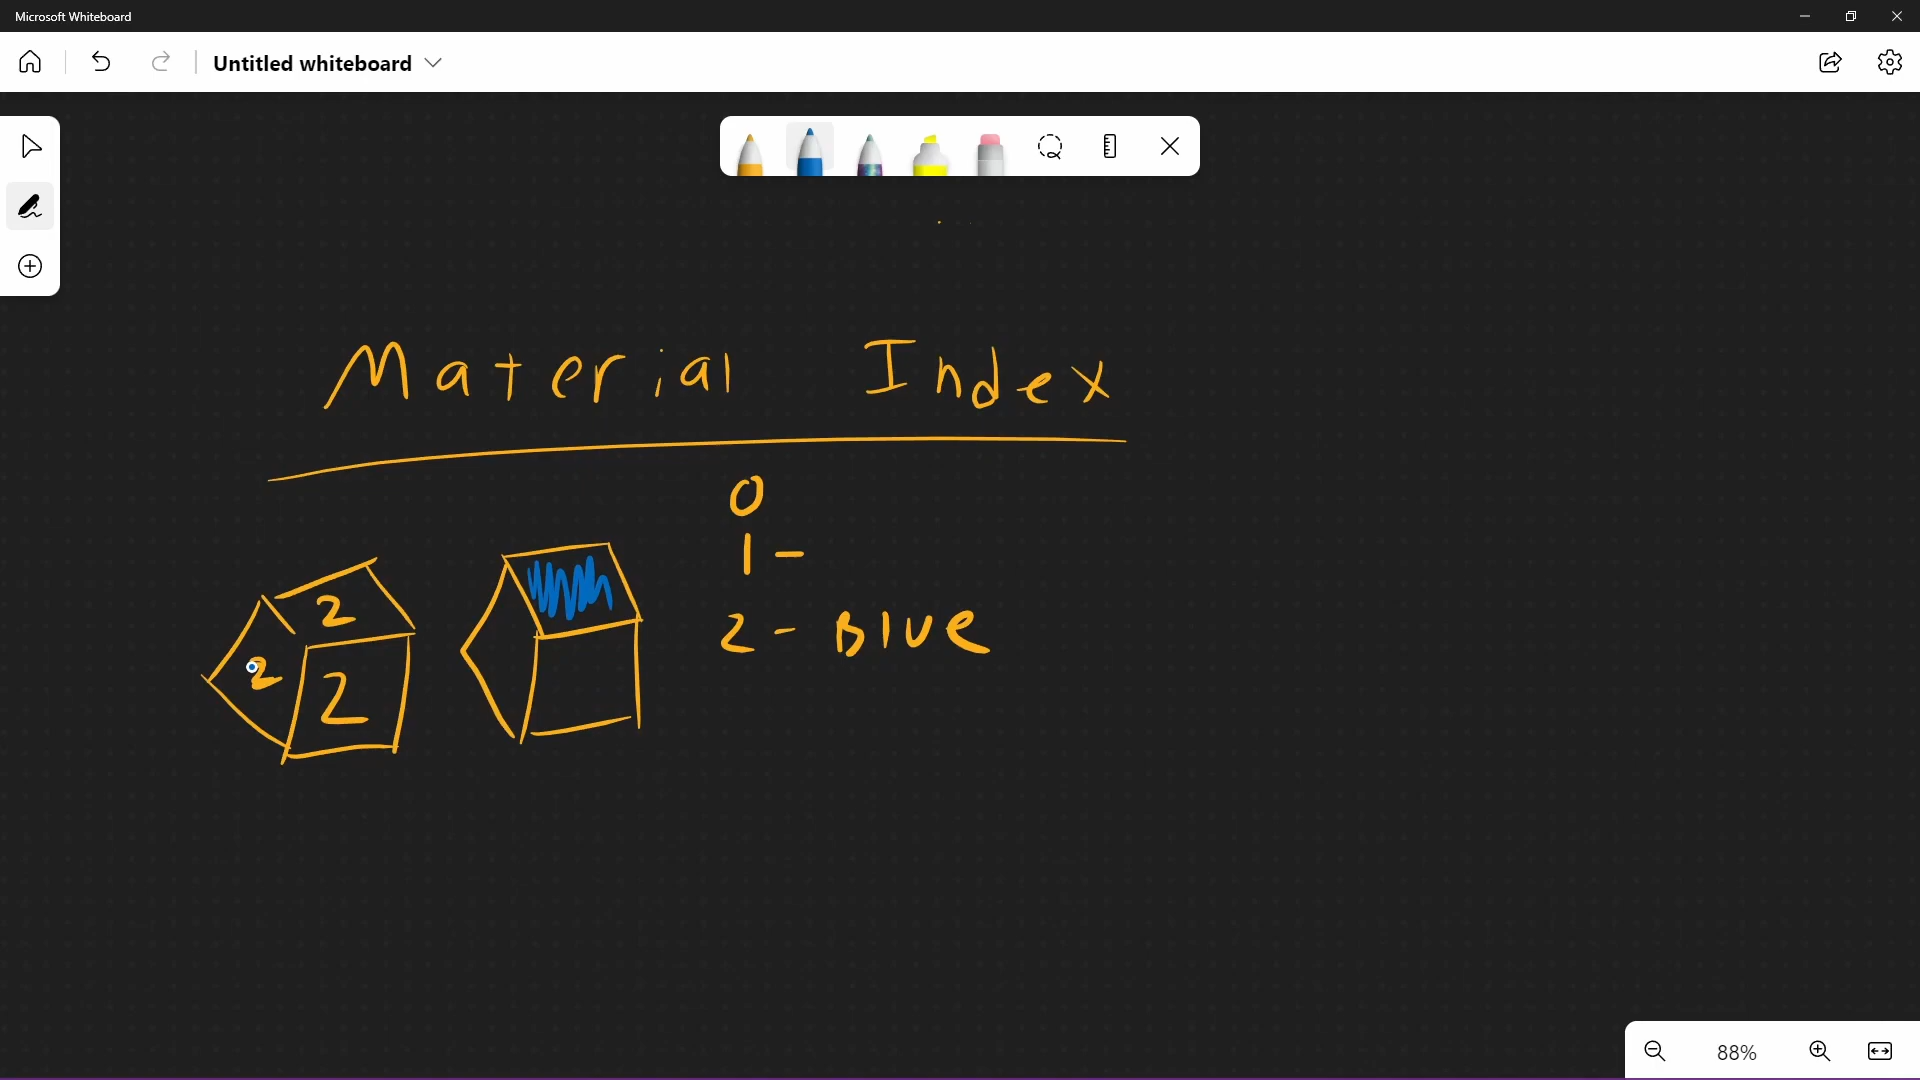 Microsoft Whiteboard
Untitled whiteboard
Material Index
0
1 -
2 - Blue
2
2
2
88%